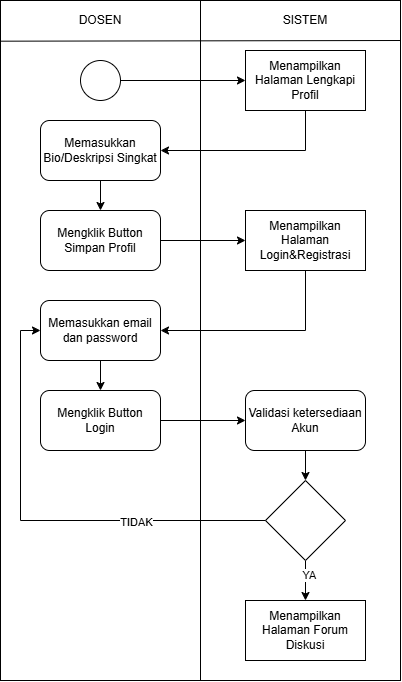 DOSEN
SISTEM
Menampilkan
Halaman Lengkapi
Profil
Memasukkan
Bio/Deskripsi Singkat
Mengklik Button
Simpan Profil
Menampilkan
Halaman
Login&Registrasi
Memasukkan email
dan password
Mengklik Button
Login
Validasi ketersediaan
Akun
TIDAK
YA
Menampilkan
Halaman Forum
Diskusi